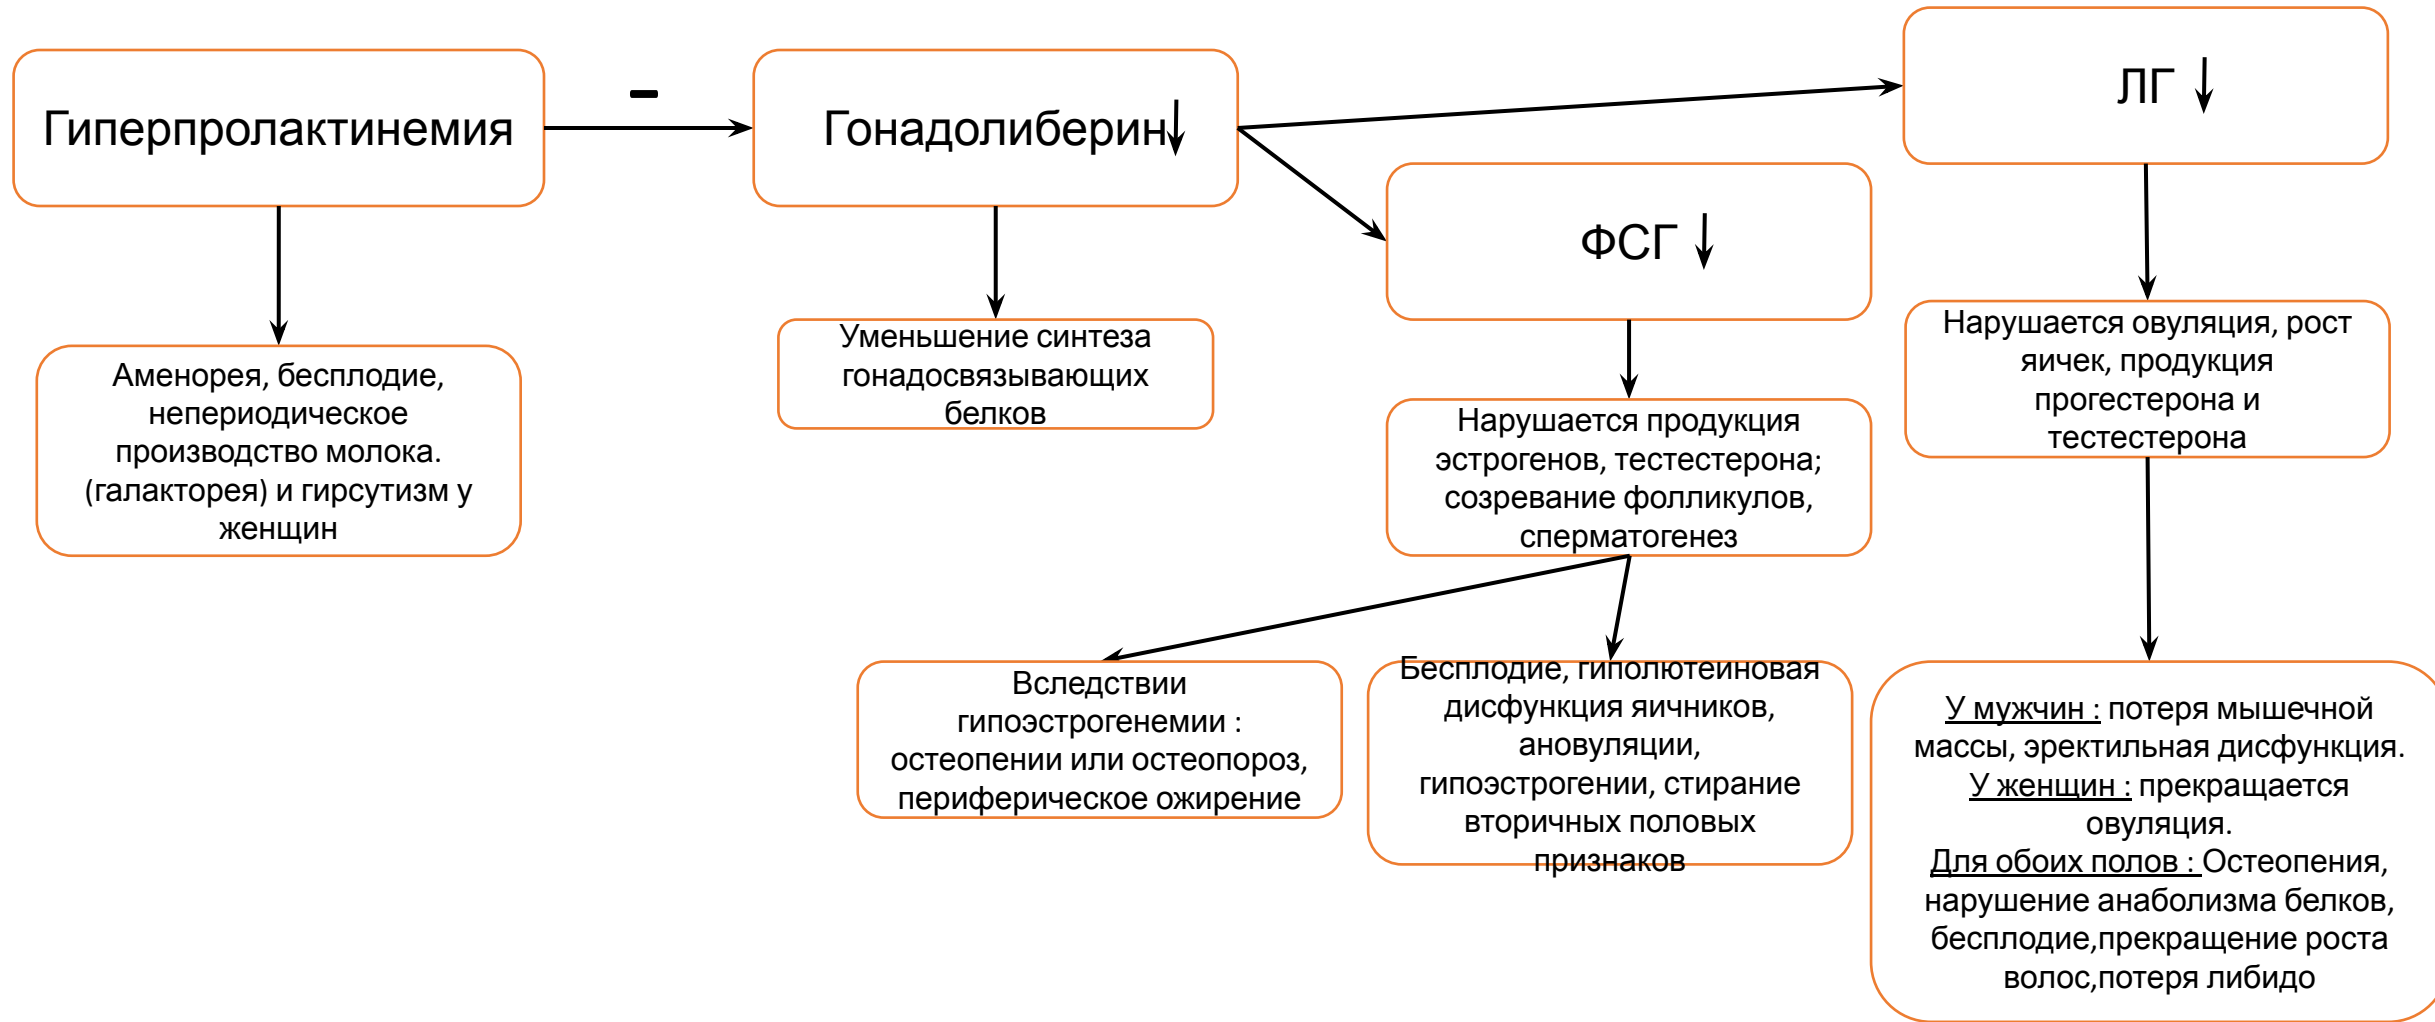 Гиперпролактинемия
-
Гонадолиберин↓
ЛГ ↓
ФСГ ↓
Аменорея, бесплодие,
непериодическое
производство молока.
(галакторея) и гирсутизм у
женщин
Уменьшение синтеза
гонадосвязывающих
белков
Нарушается продукция
эстрогенов, тестестерона;
созревание фолликулов,
сперматогенез
Нарушается овуляция, рост
яичек, продукция
прогестерона и
тестестерона
Вследствии
гипоэстрогенемии :
остеопении или остеопороз,
периферическое ожирение
Бесплодие, гиполютеиновая
дисфункция яичников,
ановуляции,
гипоэстрогении, стирание
вторичных половых
признаков
У мужчин : потеря мышечной
массы, эректильная дисфункция.
У женщин : прекращается
овуляция.
Для обоих полов : Остеопения,
нарушение анаболизма белков,
бесплодие,прекращение роста
волос,потеря либидо